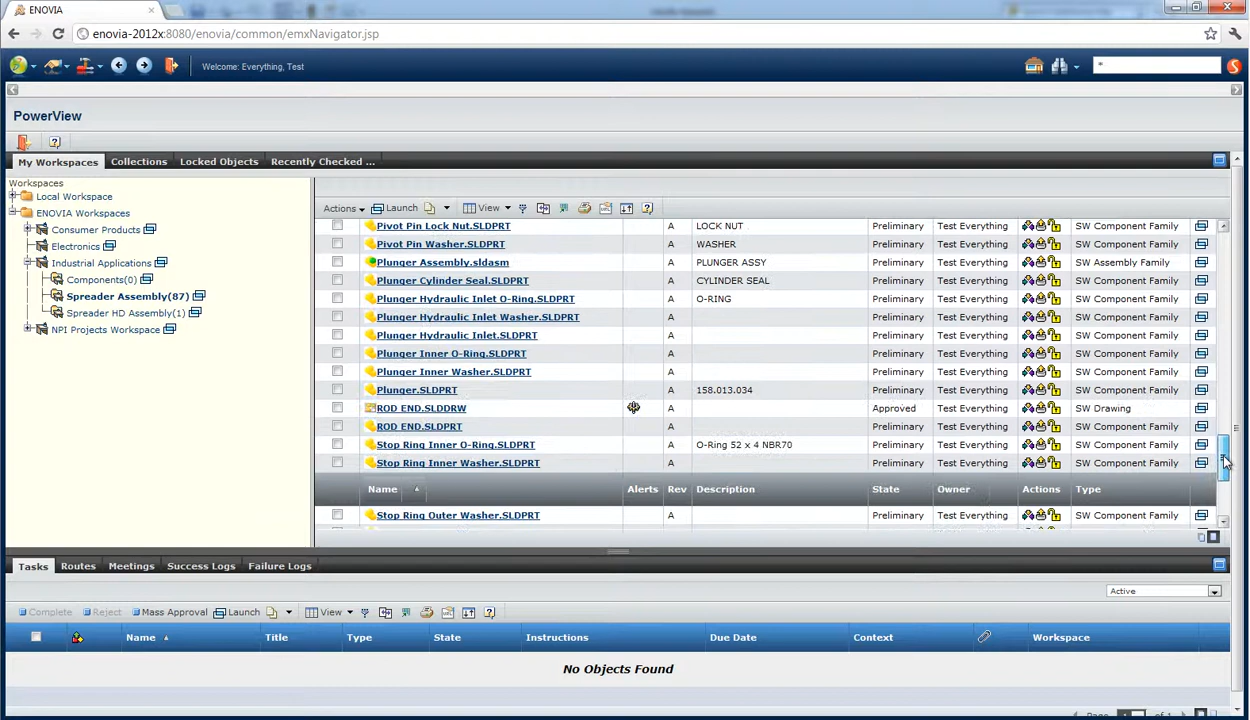 ENOVIA
enovia-2012x:8080/enovia/common/emxNavigator.jsp
Welcome: Everything, Test
*
PowerView
My Workspaces Collections Locked Objects Recently Checked ...
Workspaces
Local Workspace
ENOVIA Workspaces
Consumer Products
Electronics
Industrial Applications
Components(0)
Spreader Assembly(87)
Spreader HD Assembly(1)
NPI Projects Workspace
Actions Launch View
Pivot Pin Lock Nut.SLDPRT A LOCK NUT Preliminary Test Everything SW Component Family
Pivot Pin Washer.SLDPRT A WASHER Preliminary Test Everything SW Component Family
Plunger Assembly.sldasm A PLUNGER ASSY Preliminary Test Everything SW Assembly Family
Plunger Cylinder Seal.SLDPRT A CYLINDER SEAL Preliminary Test Everything SW Component Family
Plunger Hydraulic Inlet O-Ring.SLDPRT A O-RING Preliminary Test Everything SW Component Family
Plunger Hydraulic Inlet Washer.SLDPRT A Preliminary Test Everything SW Component Family
Plunger Hydraulic Inlet.SLDPRT A Preliminary Test Everything SW Component Family
Plunger Inner O-Ring.SLDPRT A Preliminary Test Everything SW Component Family
Plunger Inner Washer.SLDPRT A Preliminary Test Everything SW Component Family
Plunger.SLDPRT A 158.013.034 Preliminary Test Everything SW Component Family
ROD END.SLDDRW A Approved Test Everything SW Drawing
ROD END.SLDPRT A Preliminary Test Everything SW Component Family
Stop Ring Inner O-Ring.SLDPRT A O-Ring 52 x 4 NBR70 Preliminary Test Everything SW Component Family
Stop Ring Inner Washer.SLDPRT A Preliminary Test Everything SW Component Family
Name Alerts Rev Description State Owner Actions Type
Stop Ring Outer Washer.SLDPRT A Preliminary Test Everything SW Component Family
Tasks Routes Meetings Success Logs Failure Logs
Active
Complete Reject Mass Approval Launch View
Name Title Type State Instructions Due Date Context Workspace
No Objects Found